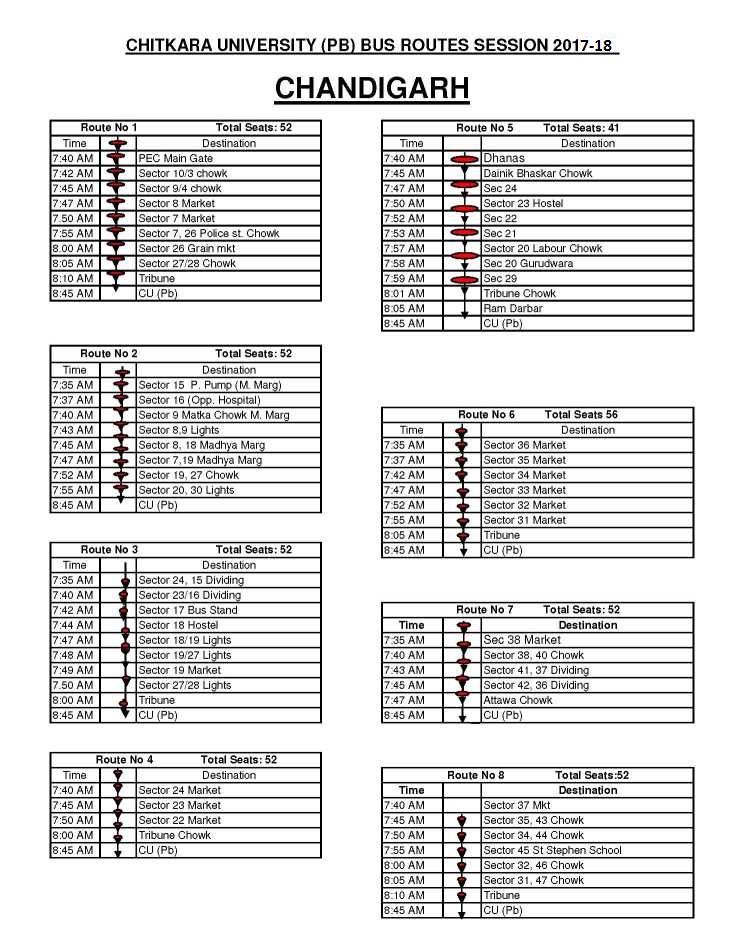 CHITKARA UNIVERSITY (PB) BUS ROUTES SESSION 2017-18
CHANDIGARH
Route No 1 Total Seats: 52
Time Destination
7:40 AM PEC Main Gate
7:42 AM Sector 10/3 chowk
7:45 AM Sector 9/4 chowk
7:47 AM Sector 8 Market
7.50 AM Sector 7 Market
7:55 AM Sector 7, 26 Police st. Chowk
8.00 AM Sector 26 Grain mkt
8:05 AM Sector 27/28 Chowk
8:10 AM Tribune
8:45 AM CU (Pb)
Route No 2 Total Seats: 52
Time Destination
7:35 AM Sector 15 P. Pump (M. Marg)
7:37 AM Sector 16 (Opp. Hospital)
7:40 AM Sector 9 Matka Chowk M. Marg
7:43 AM Sector 8,9 Lights
7:45 AM Sector 8, 18 Madhya Marg
7:47 AM Sector 7,19 Madhya Marg
7:52 AM Sector 19, 27 Chowk
7:55 AM Sector 20, 30 Lights
8:45 AM CU (Pb)
Route No 3 Total Seats: 52
Time Destination
7:35 AM Sector 24, 15 Dividing
7:40 AM Sector 23/16 Dividing
7:42 AM Sector 17 Bus Stand
7:44 AM Sector 18 Hostel
7:47 AM Sector 18/19 Lights
7:48 AM Sector 19/27 Lights
7:49 AM Sector 19 Market
7.50 AM Sector 27/28 Lights
8:00 AM Tribune
8:45 AM CU (Pb)
Route No 4 Total Seats: 52
Time Destination
7:40 AM Sector 24 Market
7:45 AM Sector 23 Market
7:50 AM Sector 22 Market
8:00 AM Tribune Chowk
8:45 AM CU (Pb)
Route No 5 Total Seats: 41
Time Destination
7:40 AM Dhanas
7:45 AM Dainik Bhaskar Chowk
7:47 AM Sec 24
7:50 AM Sector 23 Hostel
7:52 AM Sec 22
7:53 AM Sec 21
7:57 AM Sector 20 Labour Chowk
7:58 AM Sec 20 Gurudwara
7:59 AM Sec 29
8:01 AM Tribune Chowk
8:05 AM Ram Darbar
8:45 AM CU (Pb)
Route No 6 Total Seats 56
Time Destination
7:35 AM Sector 36 Market
7:37 AM Sector 35 Market
7:42 AM Sector 34 Market
7:47 AM Sector 33 Market
7:52 AM Sector 32 Market
7:55 AM Sector 31 Market
8:05 AM Tribune
8:45 AM CU (Pb)
Route No 7 Total Seats: 52
Time Destination
7:35 AM Sec 38 Market
7:40 AM Sector 38, 40 Chowk
7:43 AM Sector 41, 37 Dividing
7:45 AM Sector 42, 36 Dividing
7:47 AM Attawa Chowk
8:45 AM CU (Pb)
Route No 8 Total Seats:52
Time Destination
7:40 AM Sector 37 Mkt
7:45 AM Sector 35, 43 Chowk
7:50 AM Sector 34, 44 Chowk
7:55 AM Sector 45 St Stephen School
8:00 AM Sector 32, 46 Chowk
8:05 AM Sector 31, 47 Chowk
8:10 AM Tribune
8:45 AM CU (Pb)